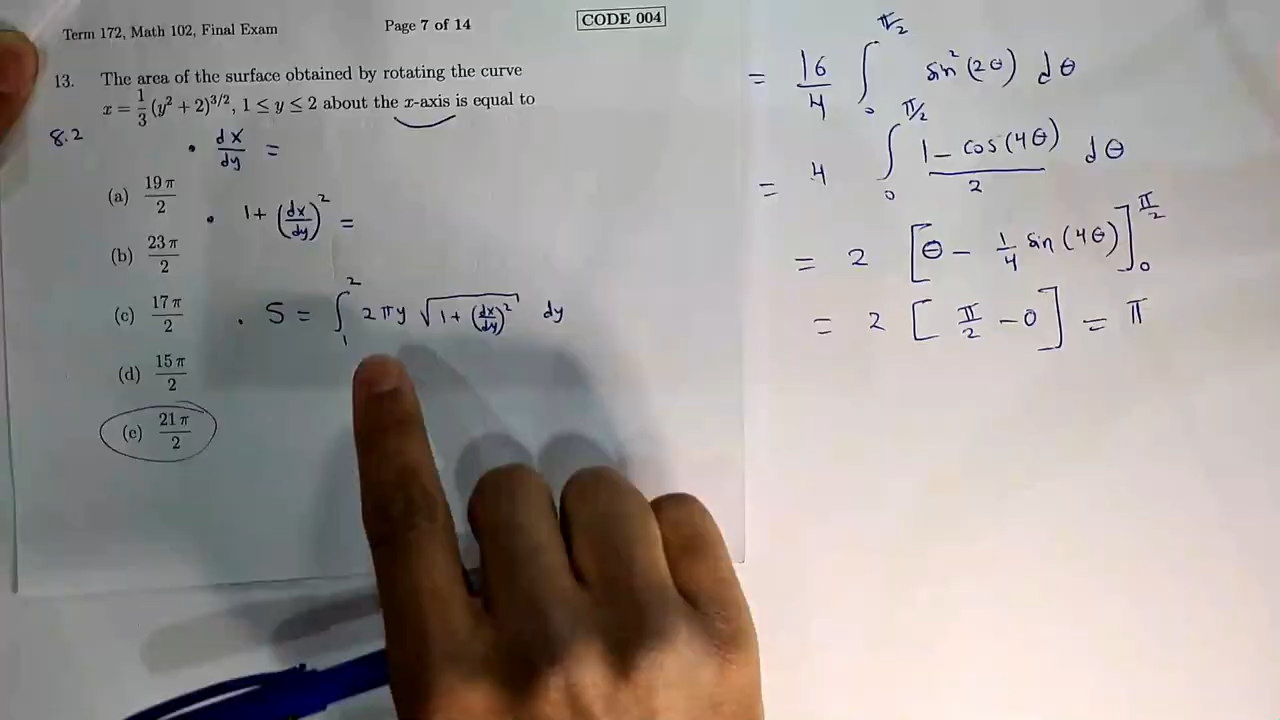 Term 172, Math 102, Final Exam
Page 7 of 14
CODE 004
13. The area of the surface obtained by rotating the curve
x = 1/3 (y² + 2)^{3/2}, 1 ≤ y ≤ 2 about the x-axis is equal to
8.2
• dx/dy =
(a) 19π/2
• 1 + (dx/dy)² =
(b) 23π/2
(c) 17π/2
• S = ∫₁² 2πy √(1 + (dx/dy)²) dy
(d) 15π/2
(e) 21π/2
= 16/4 ∫₀^{π/2} sin²(2θ) dθ
= 4 ∫₀^{π/2} (1 - cos(4θ))/2 dθ
= 2 [θ - 1/4 sin(4θ)]₀^{π/2}
= 2 [π/2 - 0] = π